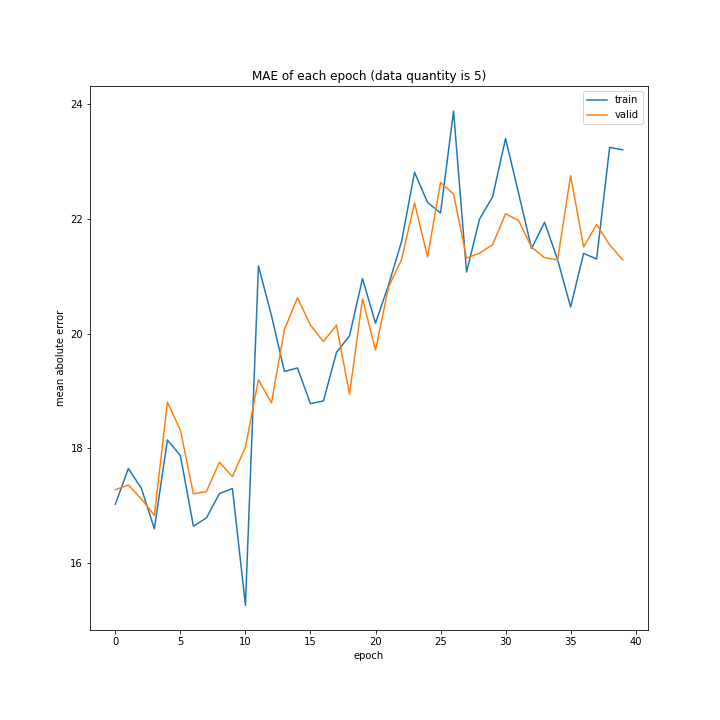 MAE of each epoch (data quantity is 5)
train
valid
24
22
20
18
16
mean abolute error
0 5 10 15 20 25 30 35 40
epoch